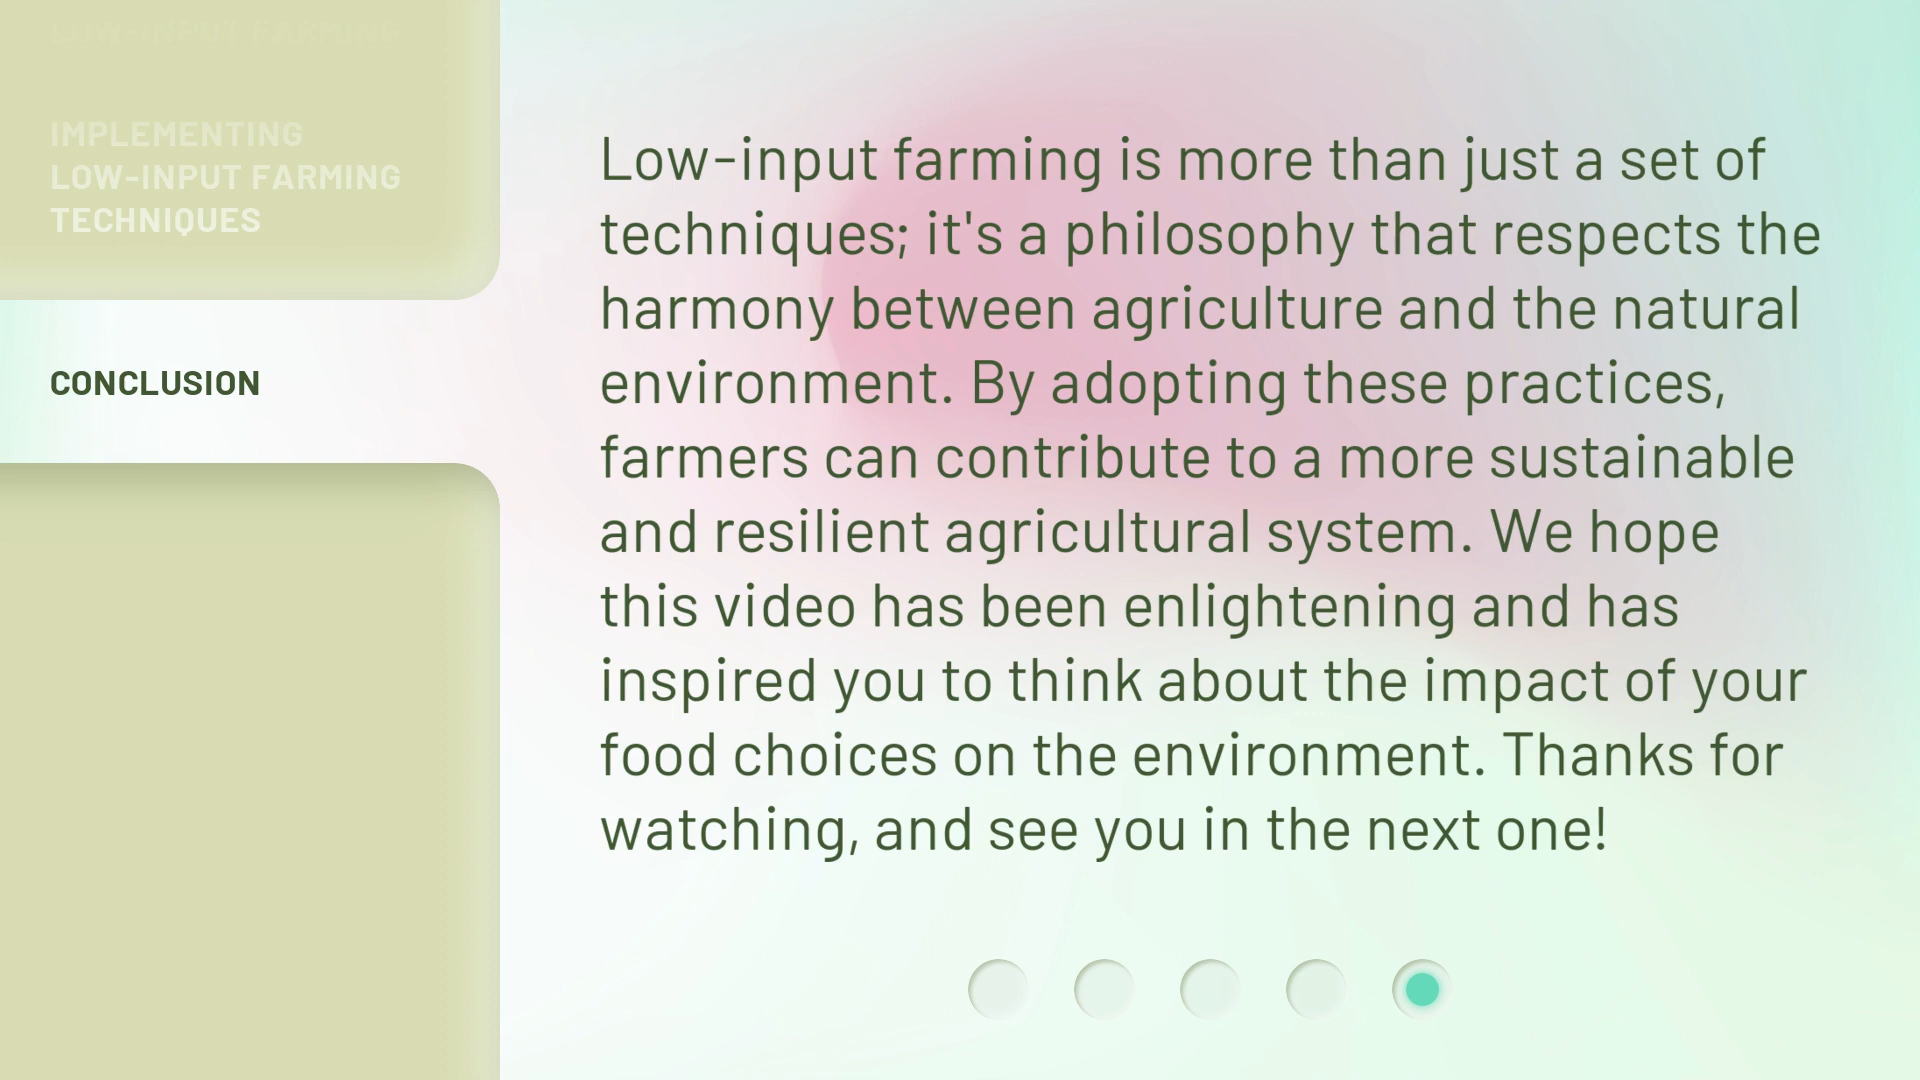 LOW-INPUT FARMING
IMPLEMENTING
LOW-INPUT FARMING
TECHNIQUES
CONCLUSION
Low-input farming is more than just a set of
techniques; it's a philosophy that respects the
harmony between agriculture and the natural
environment. By adopting these practices,
farmers can contribute to a more sustainable
and resilient agricultural system. We hope
this video has been enlightening and has
inspired you to think about the impact of your
food choices on the environment. Thanks for
watching, and see you in the next one!